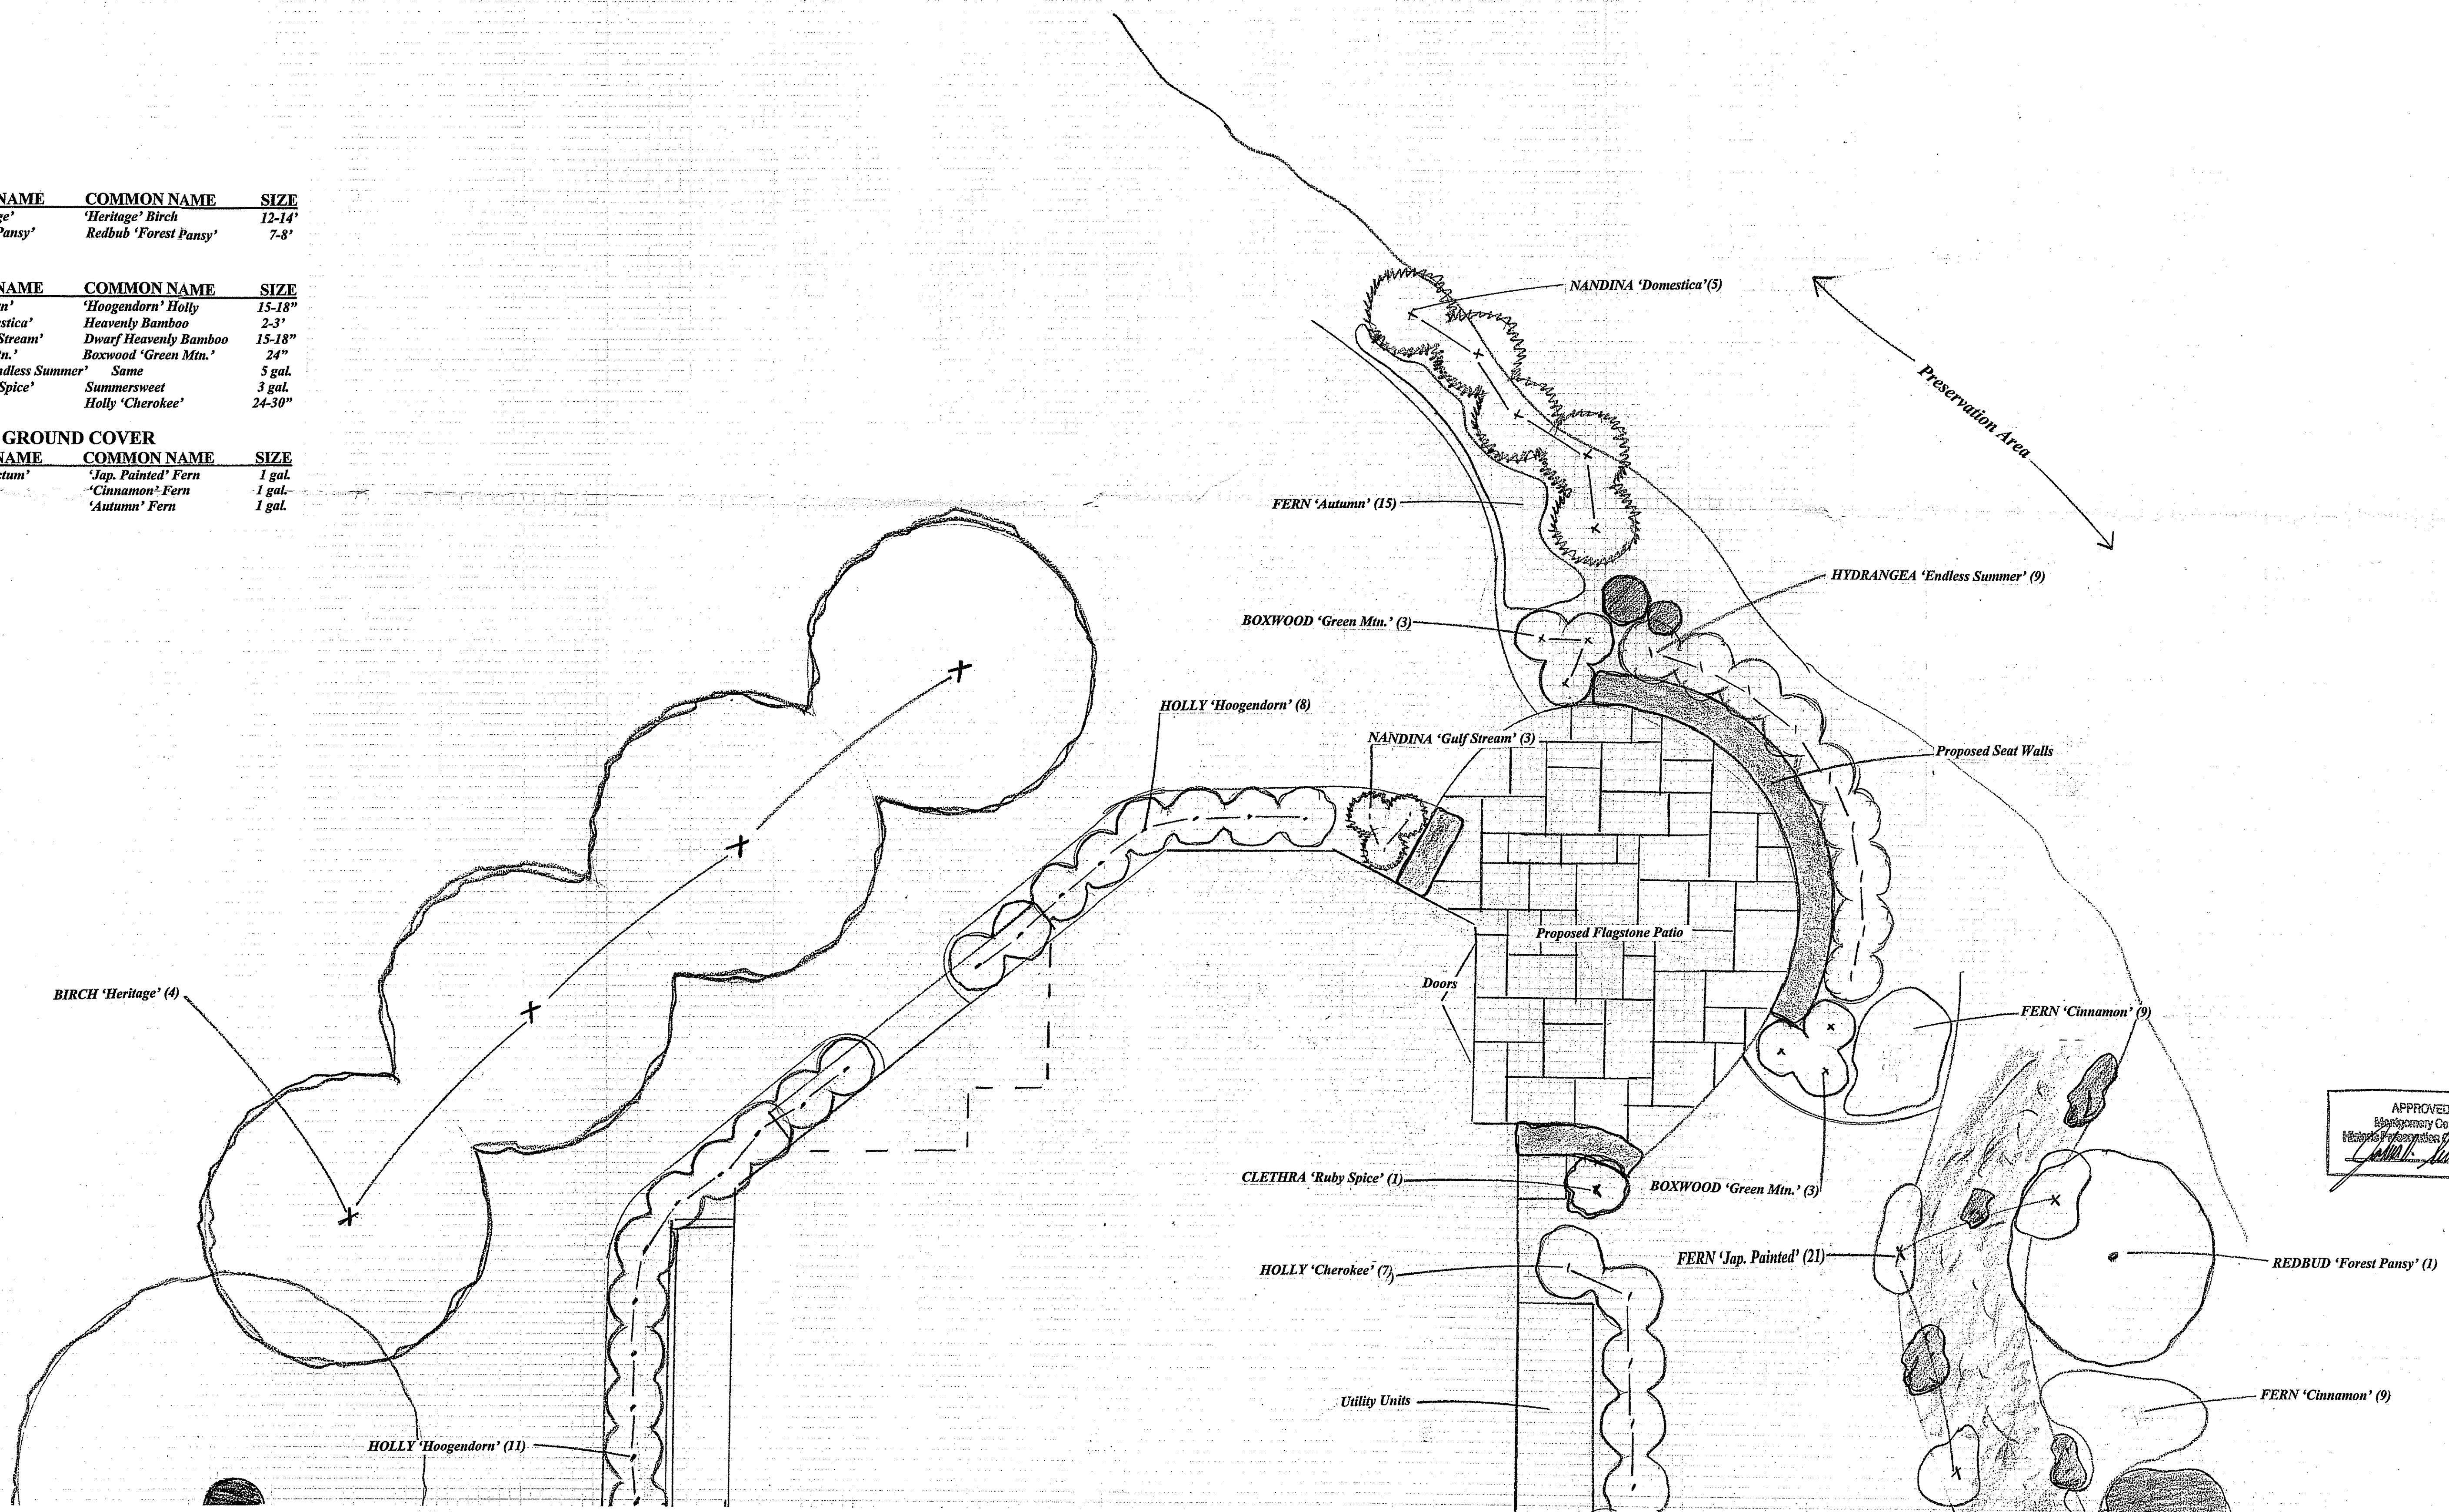 NAME COMMON NAME SIZE
ge’ ‘Heritage’ Birch 12-14’
Pansy’ Redbub ‘Forest Pansy’ 7-8’
NAME COMMON NAME SIZE
n’ ‘Hoogendorn’ Holly 15-18”
stica’ Heavenly Bamboo 2-3’
Stream’ Dwarf Heavenly Bamboo 15-18”
tn.’ Boxwood ‘Green Mtn.’ 24”
ndless Summer’ Same 5 gal.
Spice’ Summersweet 3 gal.
Holly ‘Cherokee’ 24-30”
GROUND COVER
NAME COMMON NAME SIZE
ctum’ ‘Jap. Painted’ Fern 1 gal.
‘Cinnamon’ Fern 1 gal.
‘Autumn’ Fern 1 gal.
NANDINA ‘Domestica’(5)
Preservation Area
FERN ‘Autumn’ (15)
HYDRANGEA ‘Endless Summer’ (9)
BOXWOOD ‘Green Mtn.’ (3)
HOLLY ‘Hoogendorn’ (8)
NANDINA ‘Gulf Stream’ (3)
Proposed Seat Walls
Proposed Flagstone Patio
Doors
BIRCH ‘Heritage’ (4)
FERN ‘Cinnamon’ (9)
APPROVED
Montgomery Co
Historic Preservation C
CLETHRA ‘Ruby Spice’ (1)
BOXWOOD ‘Green Mtn.’ (3)
FERN ‘Jap. Painted’ (21)
HOLLY ‘Cherokee’ (7)
REDBUD ‘Forest Pansy’ (1)
FERN ‘Cinnamon’ (9)
Utility Units
HOLLY ‘Hoogendorn’ (11)